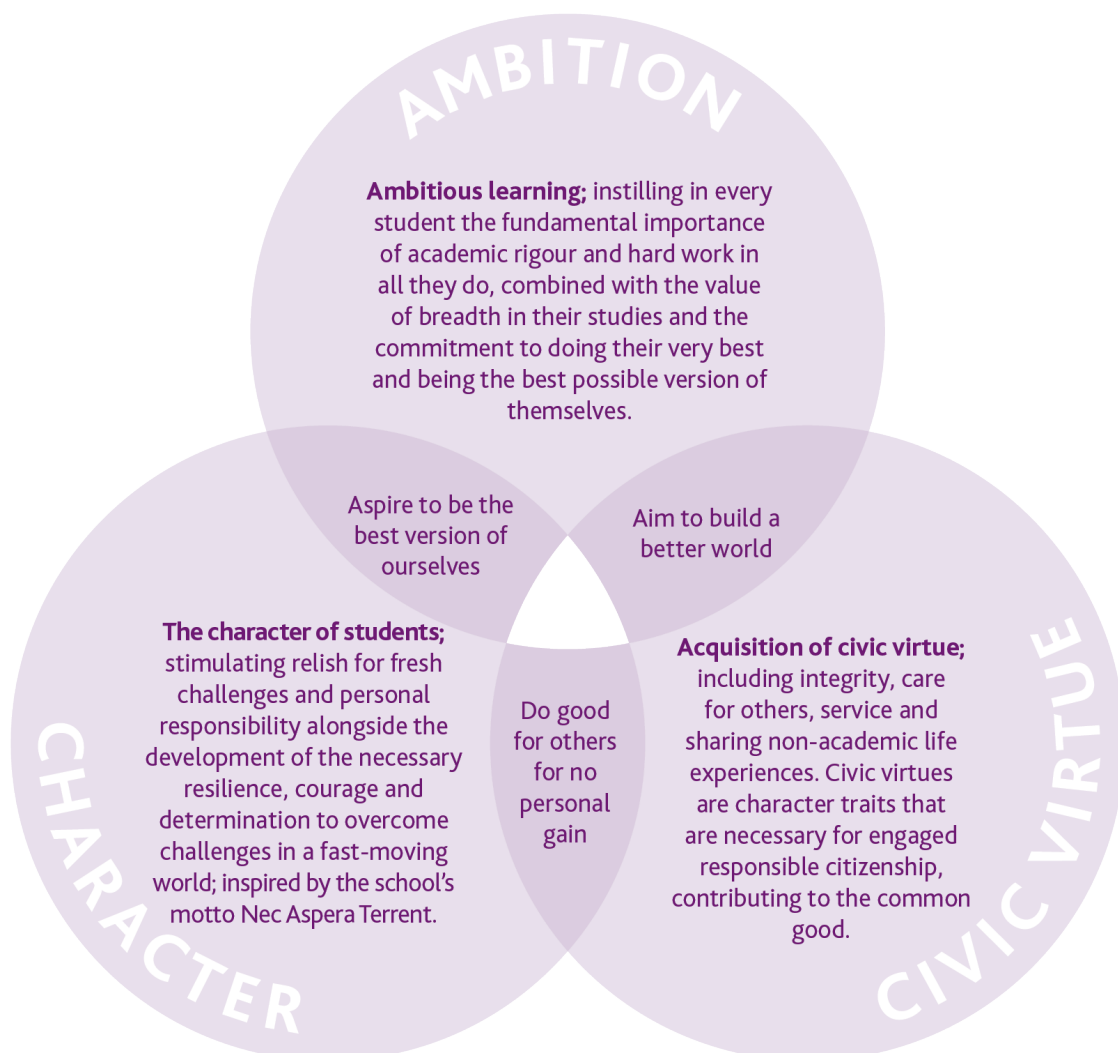 AMBITION
Ambitious learning; instilling in every
student the fundamental importance
of academic rigour and hard work in
all they do, combined with the value
of breadth in their studies and the
commitment to doing their very best
and being the best possible version of
themselves.
Aspire to be the
best version of
ourselves
Aim to build a
better world
CHARACTER
The character of students;
stimulating relish for fresh
challenges and personal
responsibility alongside the
development of the necessary
resilience, courage and
determination to overcome
challenges in a fast-moving
world; inspired by the school’s
motto Nec Aspera Terrent.
Do good
for others
for no
personal
gain
CIVIC VIRTUE
Acquisition of civic virtue;
including integrity, care
for others, service and
sharing non-academic life
experiences. Civic virtues
are character traits that
are necessary for engaged
responsible citizenship,
contributing to the common
good.